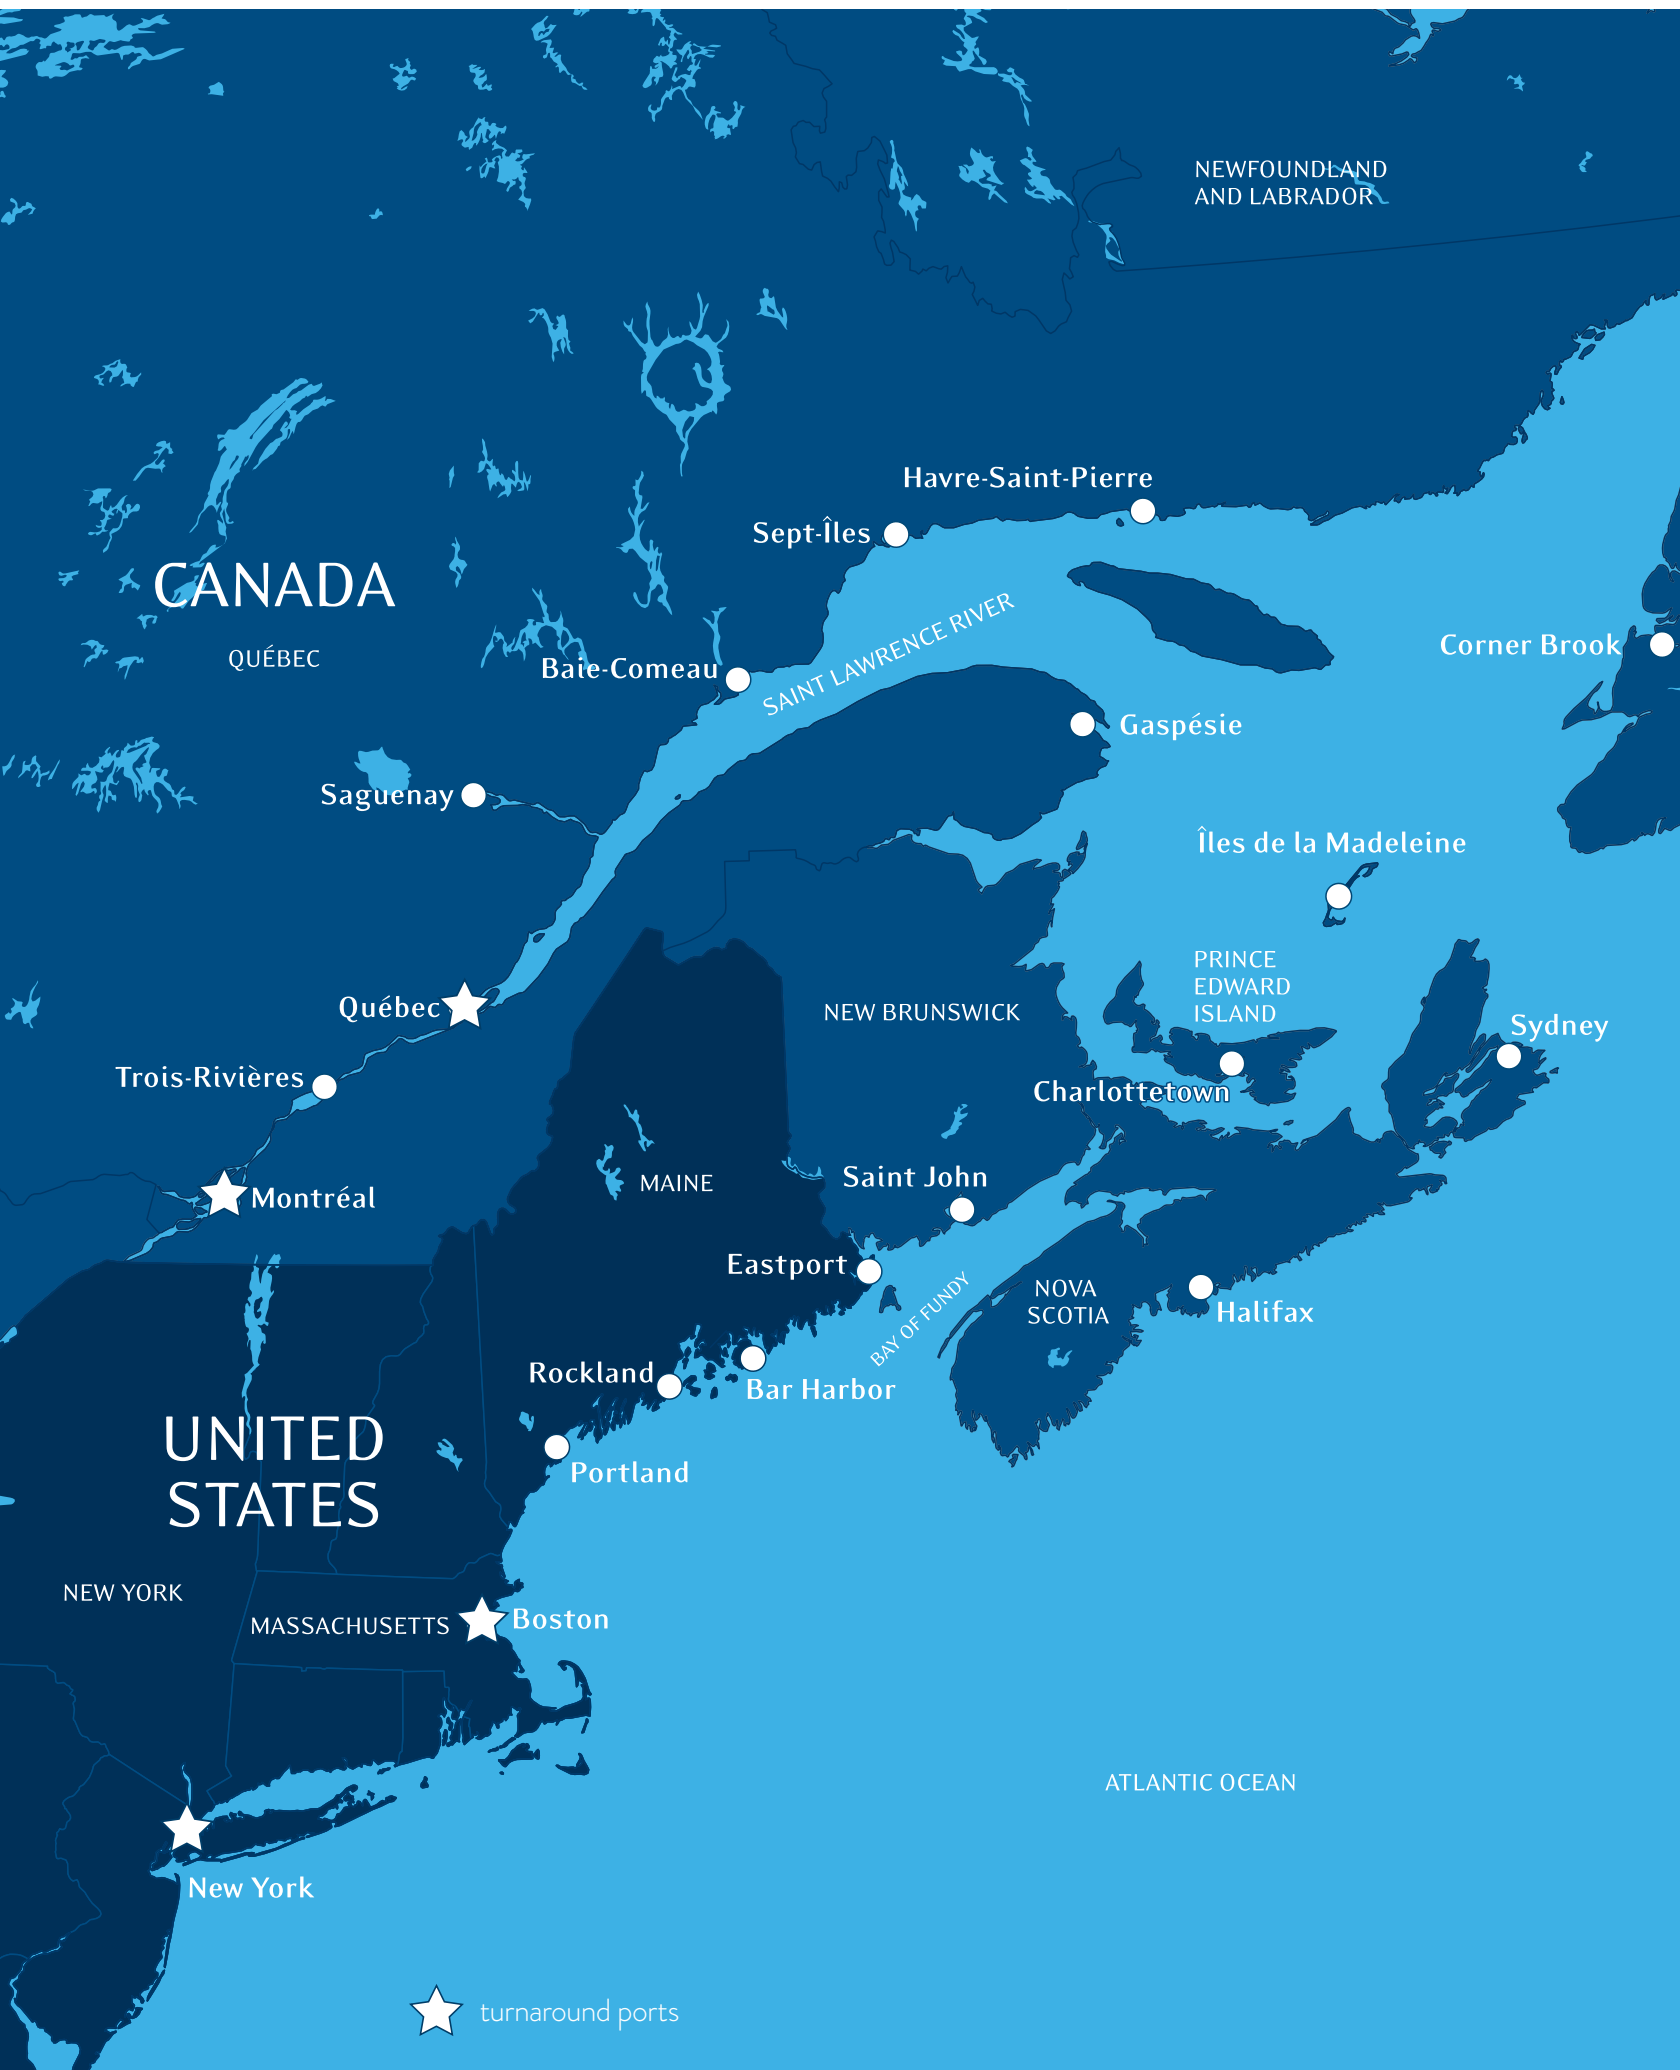 NEWFOUNDLAND
AND LABRADOR
Havre-Saint-Pierre
Sept-Îles
CANADA
QUÉBEC
SAINT LAWRENCE RIVER
Corner Brook
Baie-Comeau
Gaspésie
Saguenay
Îles de la Madeleine
PRINCE
EDWARD
ISLAND
Québec
NEW BRUNSWICK
Sydney
Trois-Rivières
Charlottetown
Montréal
MAINE
Saint John
Eastport
BAY OF FUNDY
NOVA
SCOTIA
Halifax
Rockland
Bar Harbor
UNITED
STATES
Portland
NEW YORK
MASSACHUSETTS
Boston
ATLANTIC OCEAN
New York
turnaround ports